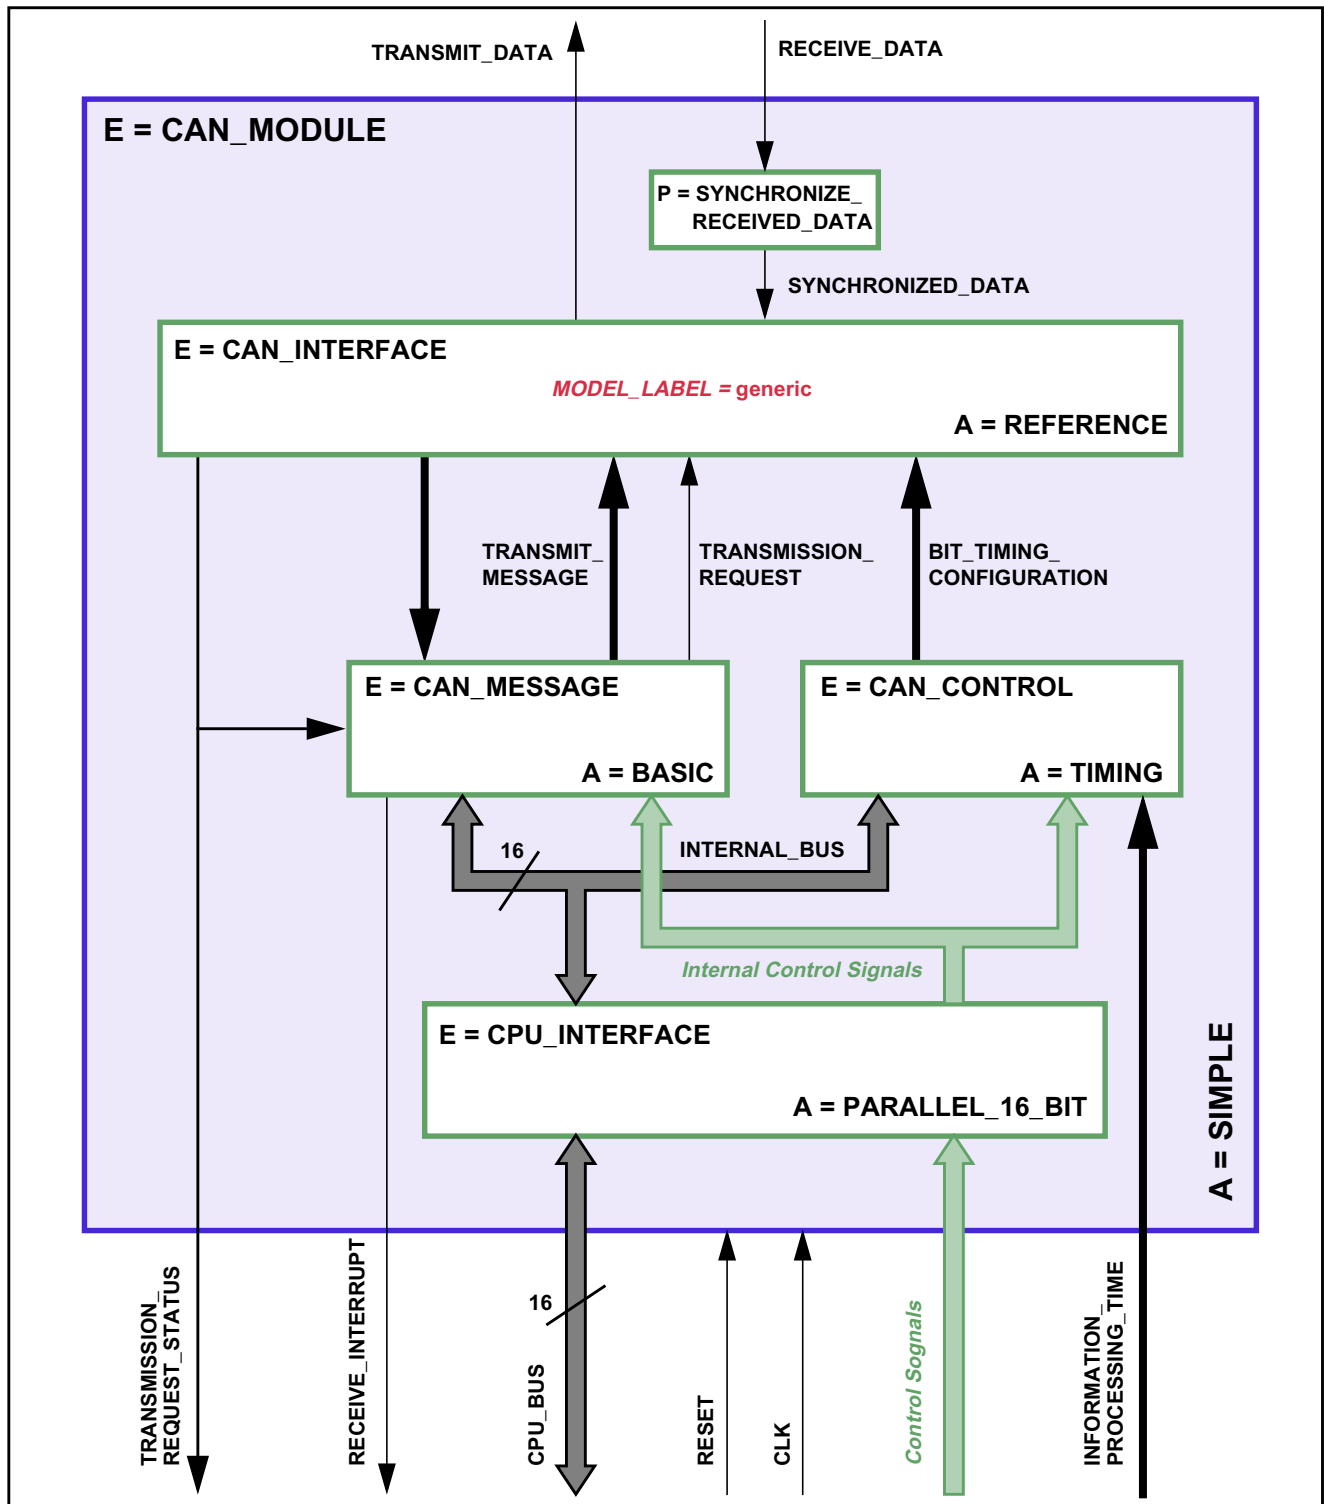 TRANSMIT_DATA
RECEIVE_DATA
E = CAN_MODULE
P = SYNCHRONIZE_
RECEIVED_DATA
SYNCHRONIZED_DATA
E = CAN_INTERFACE
MODEL_LABEL = generic
A = REFERENCE
TRANSMIT_
MESSAGE
TRANSMISSION_
REQUEST
BIT_TIMING_
CONFIGURATION
E = CAN_MESSAGE
A = BASIC
E = CAN_CONTROL
A = TIMING
16
INTERNAL_BUS
Internal Control Signals
E = CPU_INTERFACE
A = PARALLEL_16_BIT
A = SIMPLE
TRANSMISSION_
REQUEST_STATUS
RECEIVE_INTERRUPT
16
CPU_BUS
RESET
CLK
Control Sognals
INFORMATION_
PROCESSING_TIME